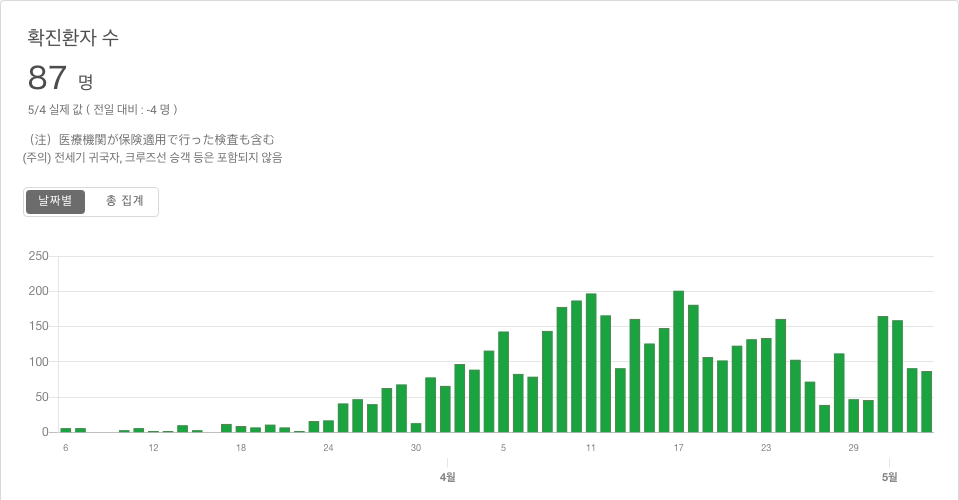 확진환자 수
87 명
5/4 실제 값 ( 전일 대비 : -4 명 )
（注）医療機関が保険適用で行った検査も含む
(주의) 전세기 귀국자, 크루즈선 승객 등은 포함되지 않음
날짜별 총 집계
250
200
150
100
50
0
6 12 18 24 30 5 11 17 23 29
4월 5월